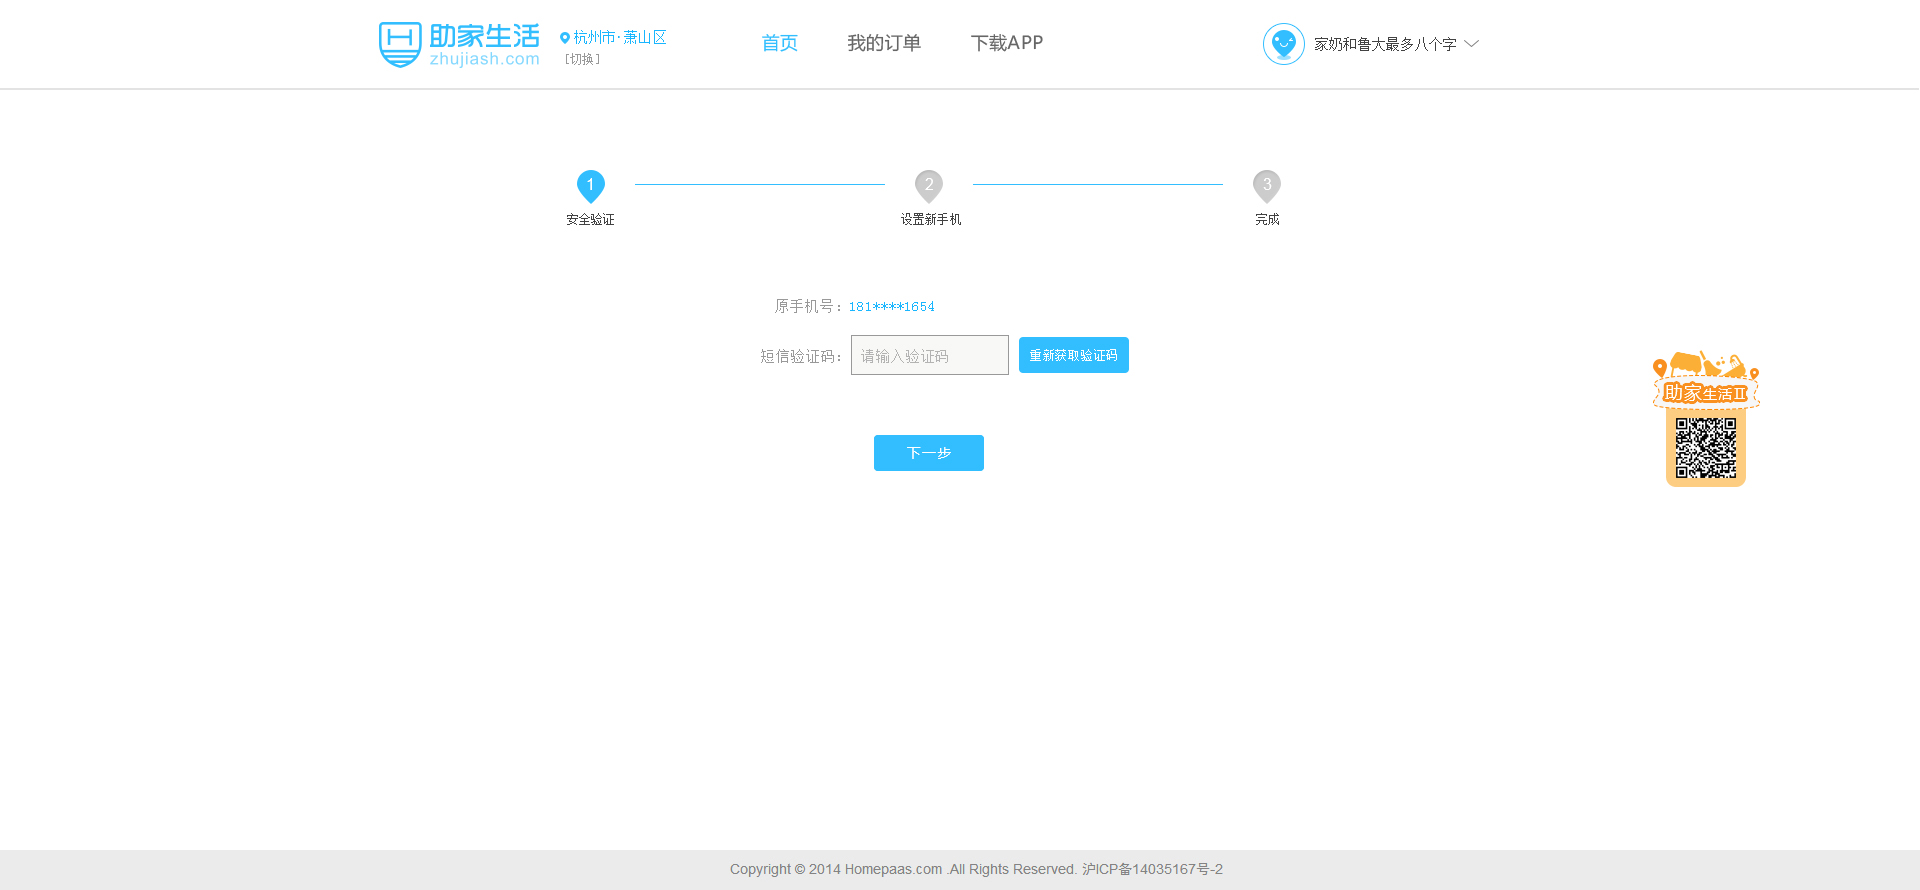 助家生活
zhujiash.com
杭州市·萧山区
[切换]
首页
我的订单
下载APP
家奶和鲁大最多八个字
1
2
3
安全验证
设置新手机
完成
原手机号：181****1654
短信验证码：
请输入验证码
重新获取验证码
助家生活II
下一步
Copyright © 2014 Homepaas.com .All Rights Reserved. 沪ICP备14035167号-2